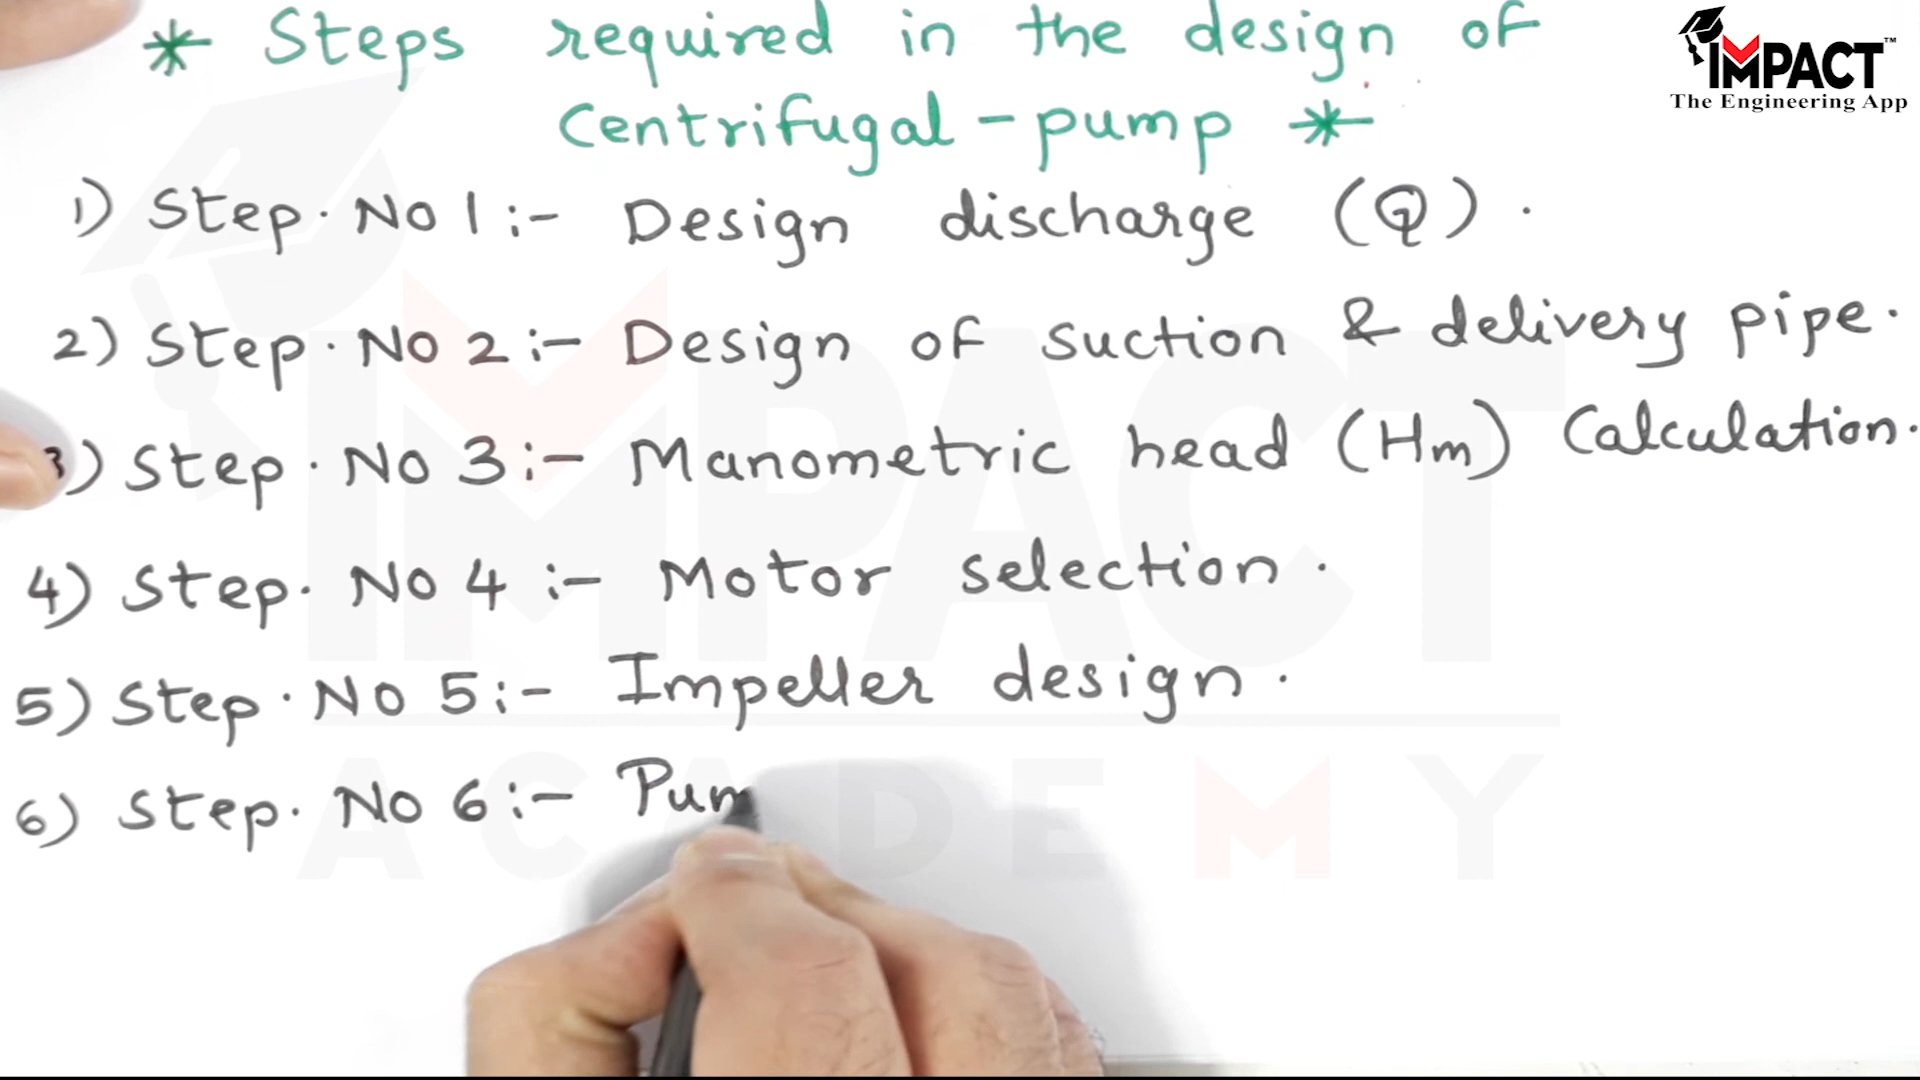 * Steps required in the design of
Centrifugal-pump *
1) Step. No 1:- Design discharge (Q).
2) Step. No 2:- Design of suction & delivery pipe.
3) Step. No 3:- Manometric head (Hm) Calculation.
4) Step. No 4:- Motor selection.
5) Step. No 5:- Impeller design.
6) Step. No 6:- Pum
IMPACT™
The Engineering App
IMPACT
ACADEMY